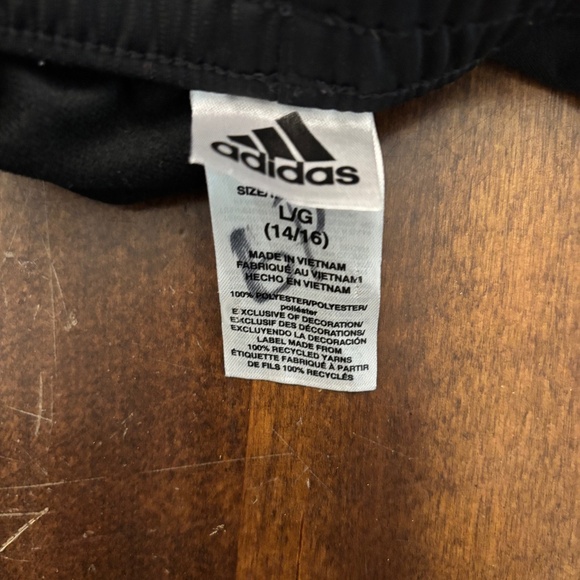 adidas
SIZE/
L/G
(14/16)
MADE IN VIETNAM
FABRIQUÉ AU VIETNAM
HECHO EN VIETNAM
100% POLYESTER/POLYESTER/
poliéster
EXCLUSIVE OF DECORATION/
EXCLUSIF DES DÉCORATIONS/
EXCLUYENDO LA DECORACIÓN
LABEL MADE FROM
100% RECYCLED YARNS
ÉTIQUETTE FABRIQUÉ À PARTIR
DE FILS 100% RECYCLÉS